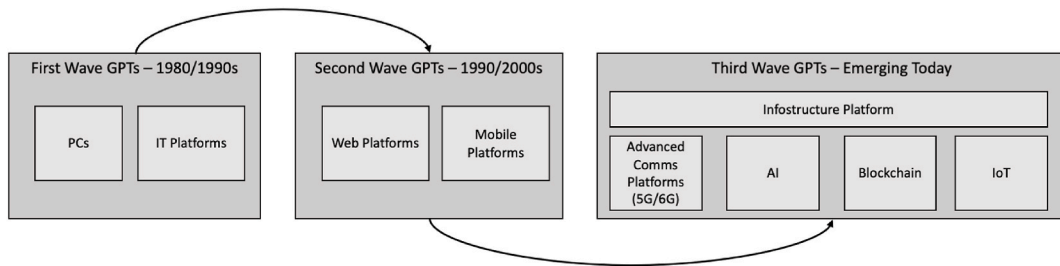 First Wave GPTs – 1980/1990s
PCs
IT Platforms
Second Wave GPTs – 1990/2000s
Web Platforms
Mobile
Platforms
Third Wave GPTs – Emerging Today
Infostructure Platform
Advanced
Comms
Platforms
(5G/6G)
AI
Blockchain
IoT